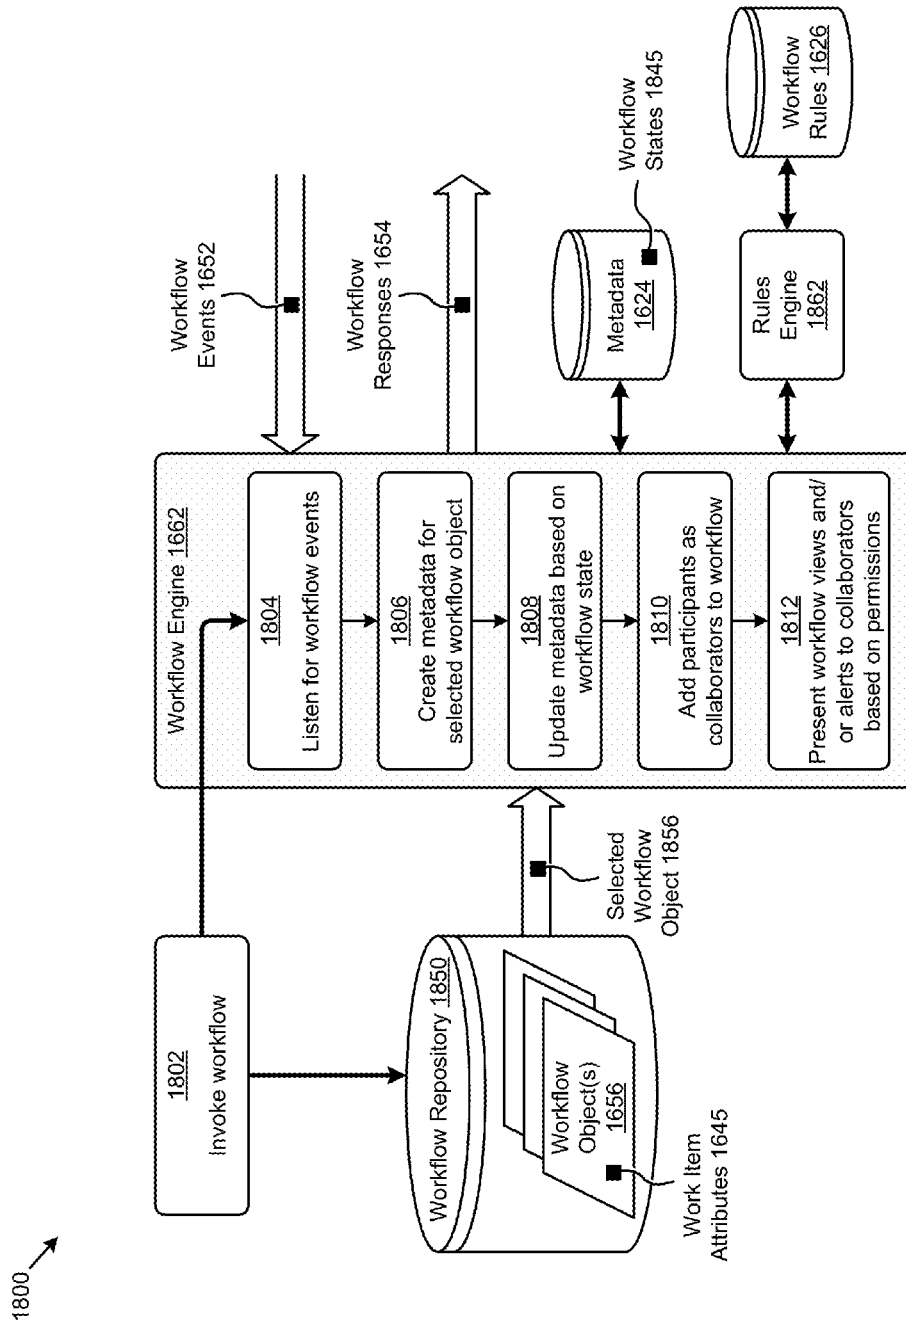 1800
1802
Invoke workflow
Workflow Repository 1850
Workflow
Object(s)
1656
Work Item
Attributes 1645
Selected
Workflow
Object 1856
Workflow Engine 1662
1804
Listen for workflow events
1806
Create metadata for
selected workflow object
1808
Update metadata based on
workflow state
1810
Add participants as
collaborators to workflow
1812
Present workflow views and/
or alerts to collaborators
based on permissions
Workflow
Events 1652
Workflow
Responses 1654
Metadata
1624
Workflow
States 1845
Rules
Engine
1862
Workflow
Rules 1626